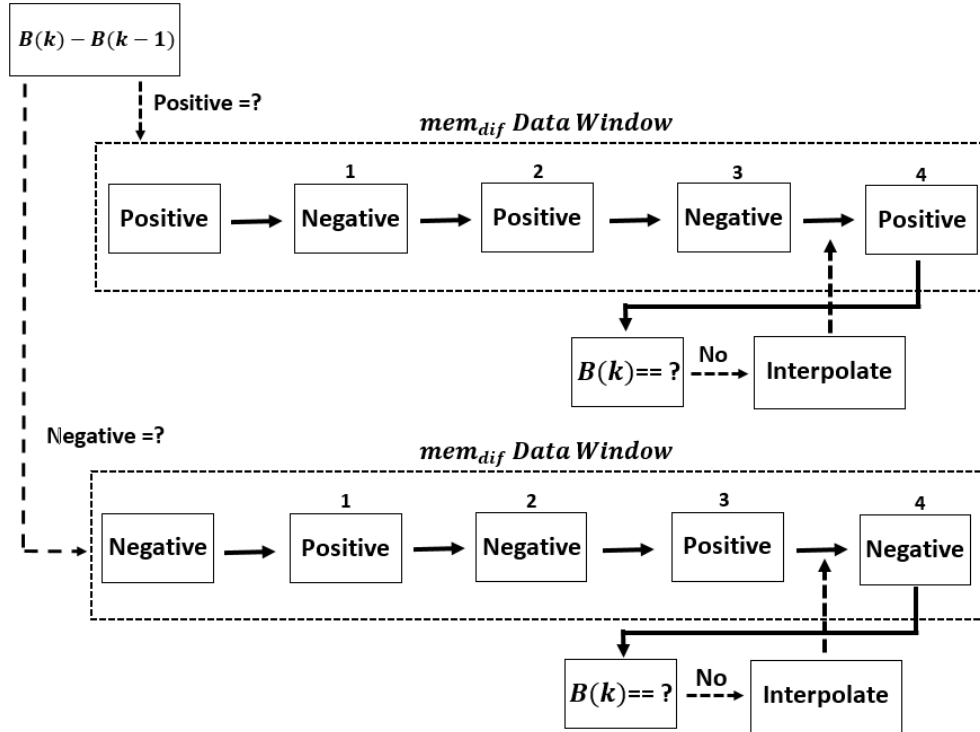 B(k) − B(k − 1)
Positive =?
mem_dif Data Window
1 2 3 4
Positive Negative Positive Negative Positive
B(k)== ? No Interpolate
Negative =?
mem_dif Data Window
1 2 3 4
Negative Positive Negative Positive Negative
B(k)== ? No Interpolate